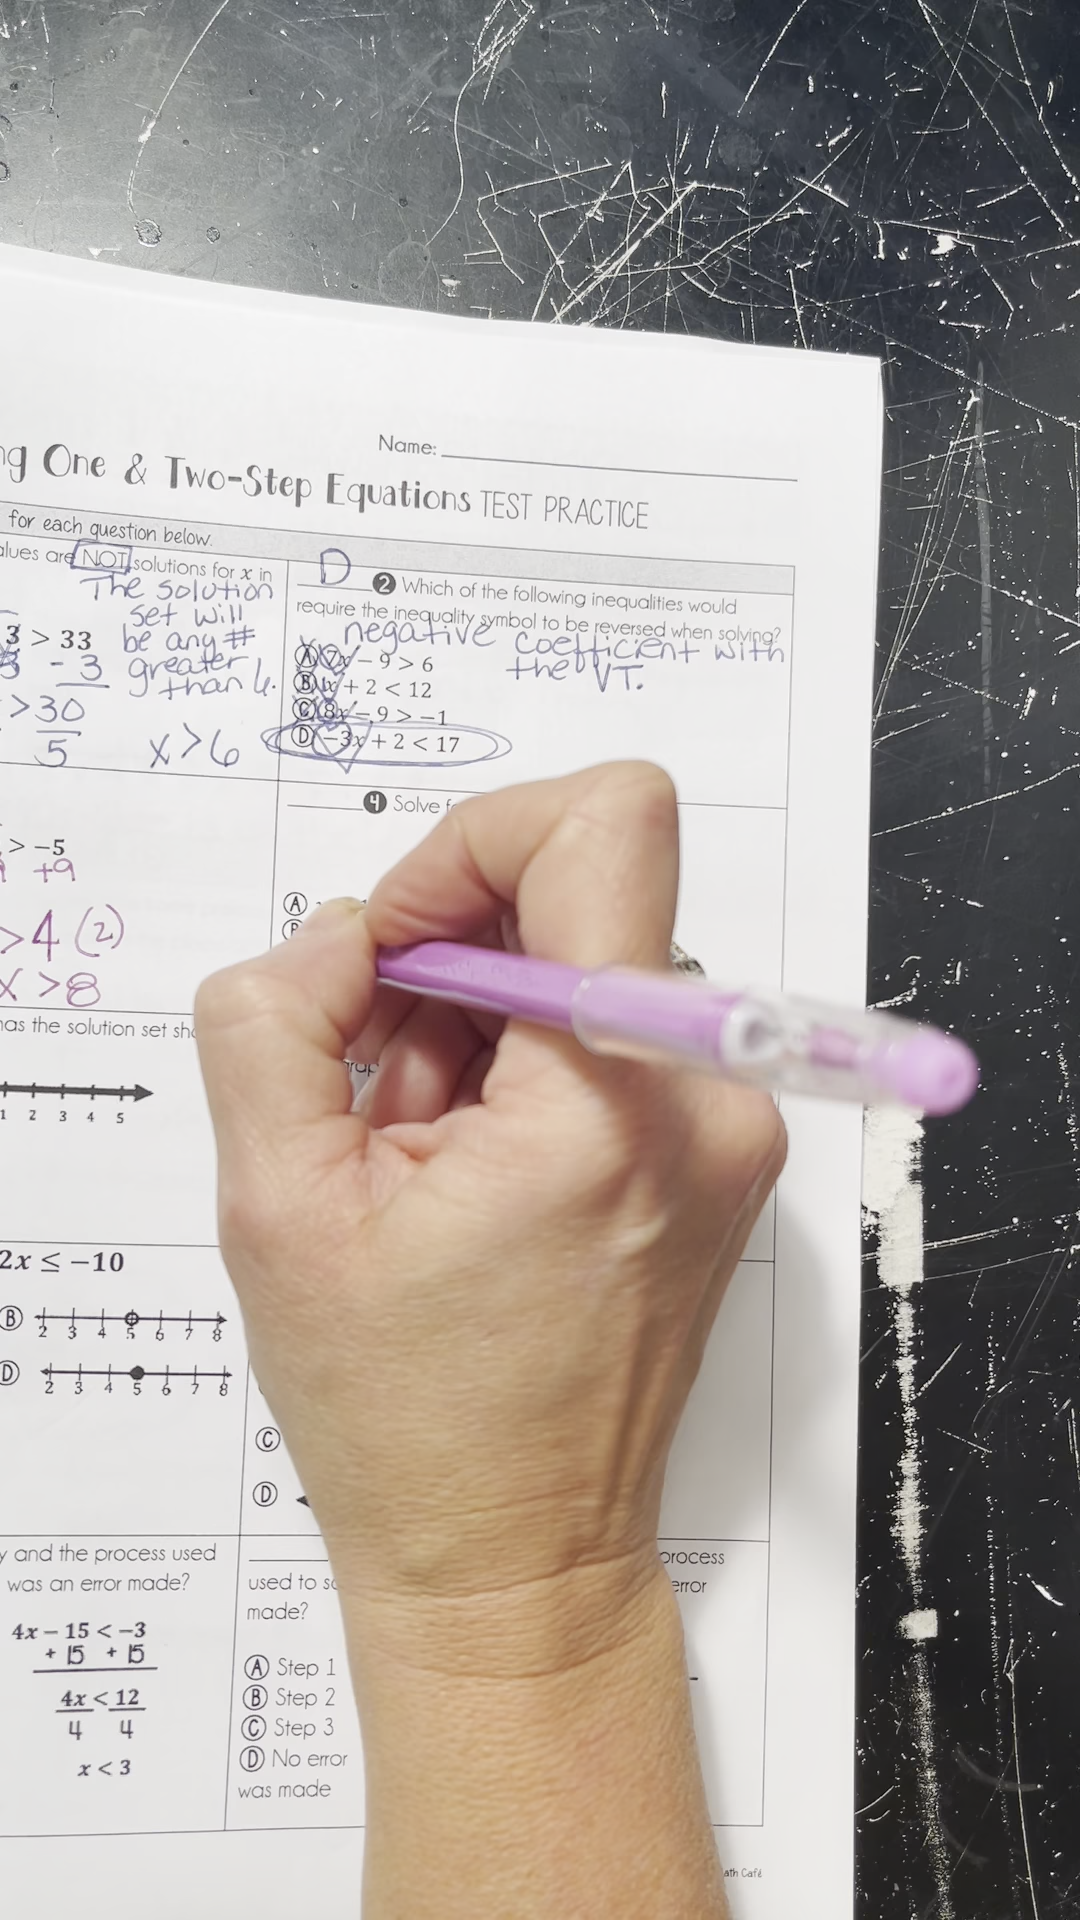 Name:
One & Two-Step Equations TEST PRACTICE
for each question below.
are NOT solutions for x in
The solution
set will
3 > 33 be any #
- 3 greater
than 6.
> 30
5
x > 6
D 2 Which of the following inequalities would
require the inequality symbol to be reversed when solving?
negative coefficient with
the VT.
A 7x - 9 > 6
B + 2 < 12
C 8x - 9 > -1
D -3x + 2 < 17
> -5
+9
> 4 (2)
x > 8
4 Solve
A
has the solution set
1 2 3 4 5
2x ≤ -10
B 2 3 4 5 6 7 8
D 2 3 4 5 6 7 8
C
D
and the process used
was an error made?
4x - 15 < -3
+ 15 + 15
4x < 12
4 4
x < 3
process
used to error
made?
A Step 1
B Step 2
C Step 3
D No error
was made
Café